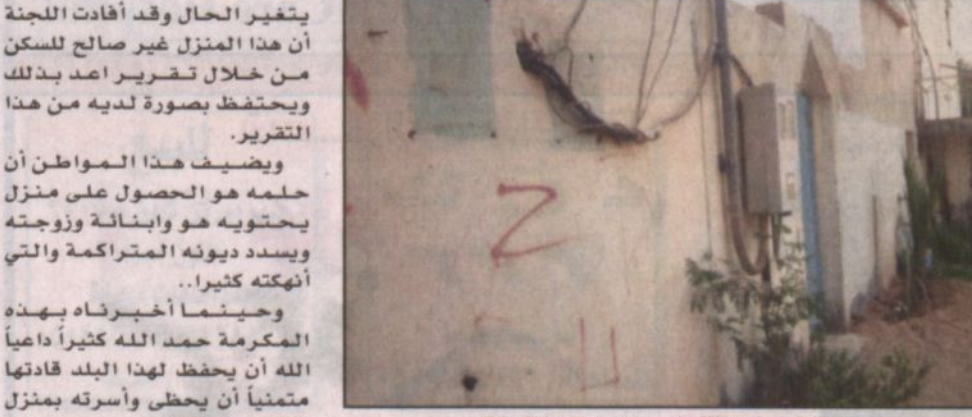 يتغير الحال وقد أفادت اللجنة
أن هذا المنزل غير صالح للسكن
من خلال تقرير اعد بذلك
ويحتفظ بصورة لديه من هذا
التقرير.
ويضيف هذا المواطن أن
حلمه هو الحصول على منزل
يحتويه هو وابنائة وزوجته
ويسدد ديونه المتراكمة والتي
أنهكته كثيرا..
وحينما أخبرناه بهذه
المكرمة حمد الله كثيراً داعياً
الله أن يحفظ لهذا البلد قادتها
متمنياً أن يحظى وأسرته بمنزل
Z